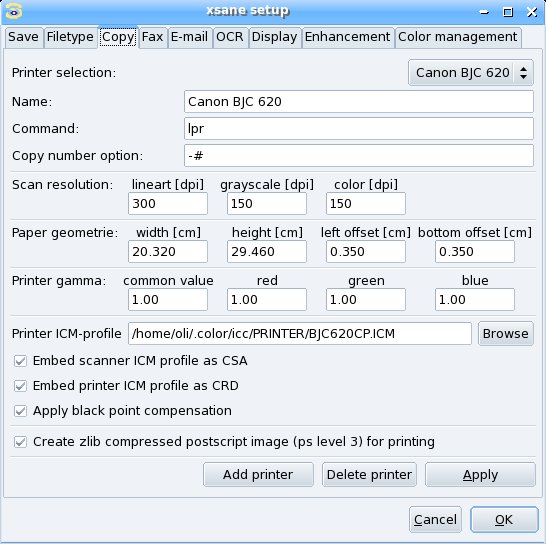 xsane setup
Save Filetype Copy Fax E-mail OCR Display Enhancement Color management
Printer selection: Canon BJC 620
Name: Canon BJC 620
Command: lpr
Copy number option: -#
Scan resolution: lineart [dpi] grayscale [dpi] color [dpi]
300 150 150
Paper geometrie: width [cm] height [cm] left offset [cm] bottom offset [cm]
20.320 29.460 0.350 0.350
Printer gamma: common value red green blue
1.00 1.00 1.00 1.00
Printer ICM-profile /home/oli/.color/icc/PRINTER/BJC620CP.ICM Browse
Embed scanner ICM profile as CSA
Embed printer ICM profile as CRD
Apply black point compensation
Create zlib compressed postscript image (ps level 3) for printing
Add printer Delete printer Apply
Cancel OK